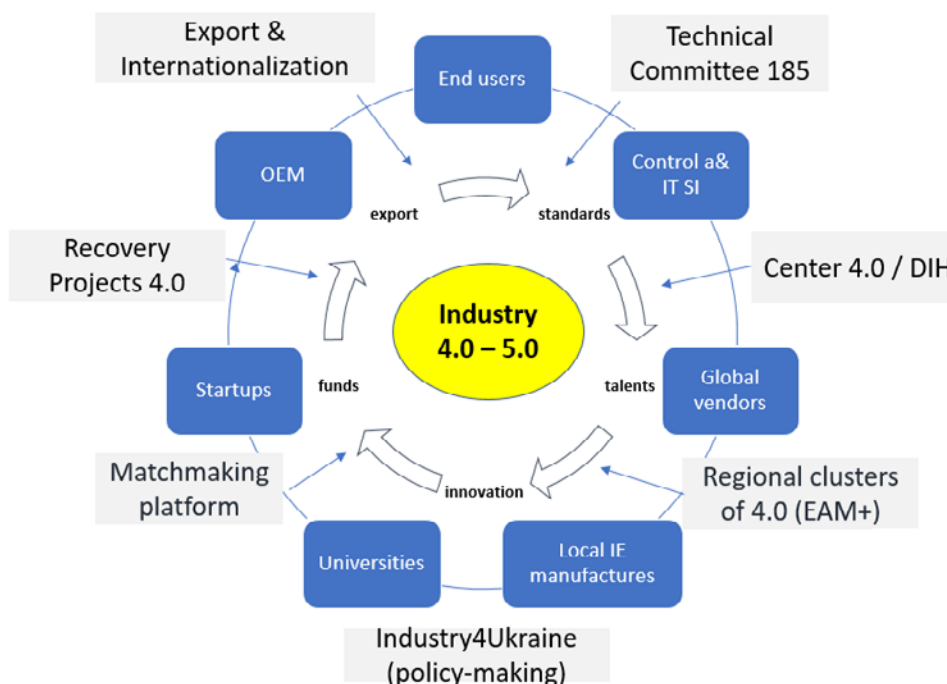 Export &
Internationalization
Technical
Committee 185
End users
OEM
Control a& 
IT SI
export
standards
Recovery
Projects 4.0
Center 4.0 / DIH
Industry
4.0 – 5.0
Startups
funds
talents
Global
vendors
Matchmaking
platform
innovation
Regional clusters
of 4.0 (EAM+)
Universities
Local IE
manufactures
Industry4Ukraine
(policy-making)